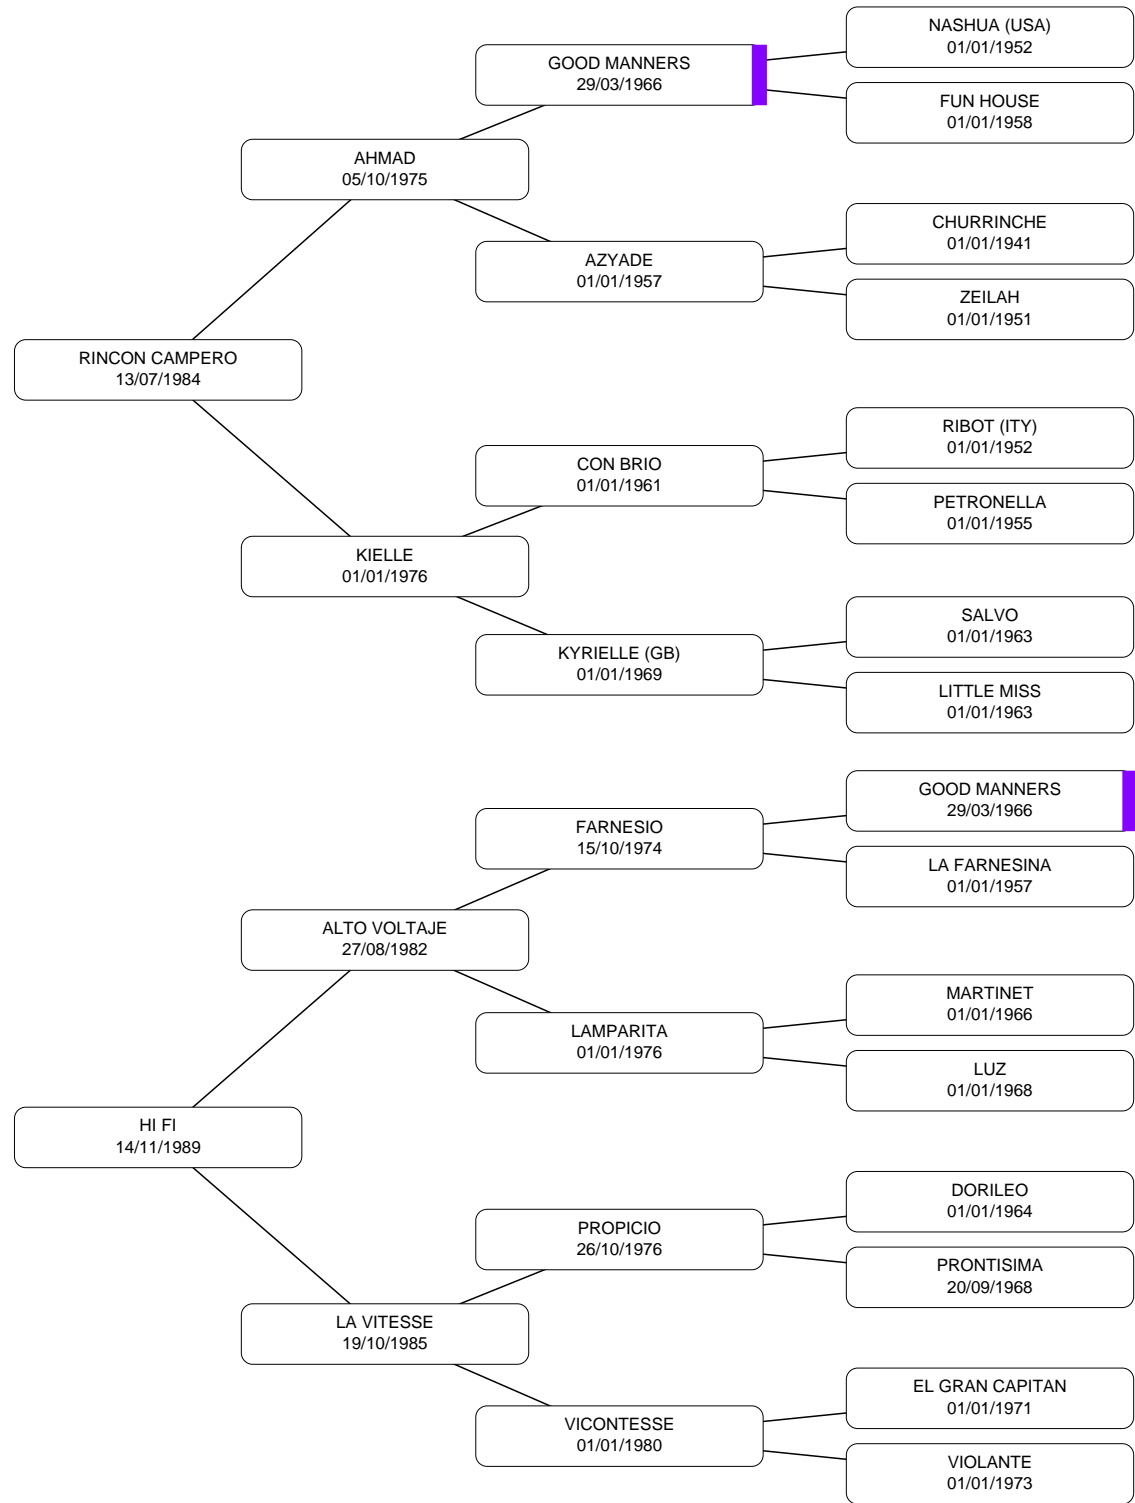 NASHUA (USA)
01/01/1952
GOOD MANNERS
29/03/1966
FUN HOUSE
01/01/1958
AHMAD
05/10/1975
CHURRINCHE
01/01/1941
AZYADE
01/01/1957
ZEILAH
01/01/1951
RINCON CAMPERO
13/07/1984
RIBOT (ITY)
01/01/1952
CON BRIO
01/01/1961
PETRONELLA
01/01/1955
KIELLE
01/01/1976
SALVO
01/01/1963
KYRIELLE (GB)
01/01/1969
LITTLE MISS
01/01/1963
GOOD MANNERS
29/03/1966
FARNESIO
15/10/1974
LA FARNESINA
01/01/1957
ALTO VOLTAJE
27/08/1982
MARTINET
01/01/1966
LAMPARITA
01/01/1976
LUZ
01/01/1968
HI FI
14/11/1989
DORILEO
01/01/1964
PROPICIO
26/10/1976
PRONTISIMA
20/09/1968
LA VITESSE
19/10/1985
EL GRAN CAPITAN
01/01/1971
VICONTESSE
01/01/1980
VIOLANTE
01/01/1973